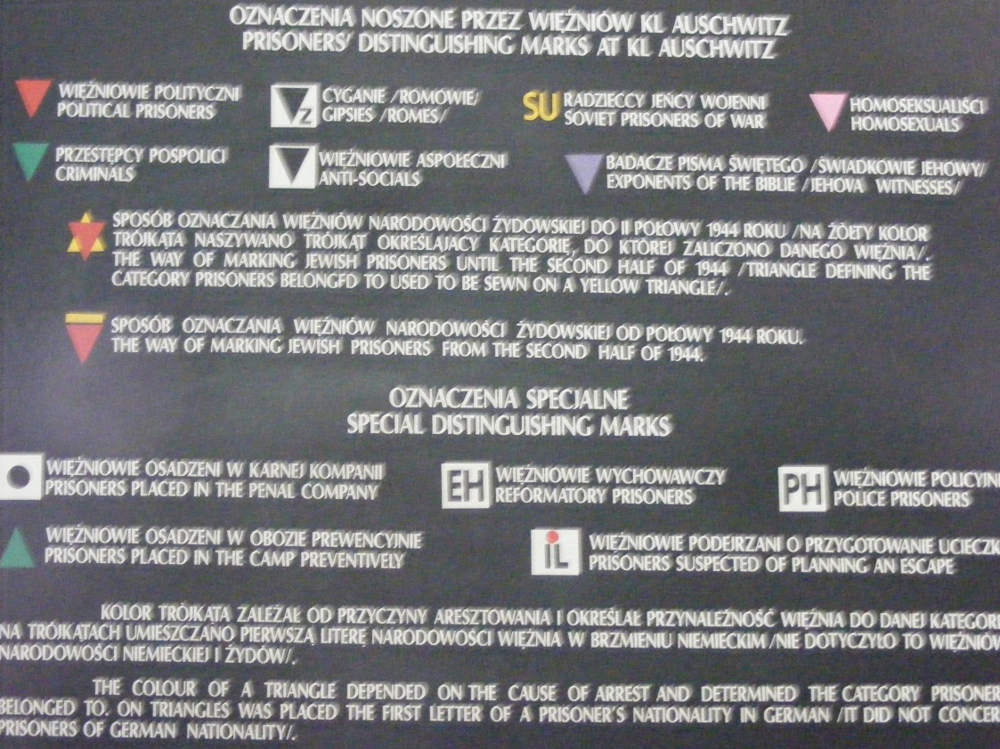 OZNACZENIA NOSZONE PRZEZ WIĘŹNIÓW KL AUSCHWITZ
PRISONERS' DISTINGUISHING MARKS AT KL AUSCHWITZ
WIĘŹNIOWIE POLITYCZNI
POLITICAL PRISONERS
Z
CYGANIE /ROMOWIE/
GIPSIES /ROMES/
SU
RADZIECCY JEŃCY WOJENNI
SOVIET PRISONERS OF WAR
HOMOSEKSUALIŚCI
HOMOSEXUALS
PRZESTĘPCY POSPOLICI
CRIMINALS
WIĘŹNIOWIE ASPOŁECZNI
ANTI-SOCIALS
BADACZE PISMA ŚWIĘTEGO /ŚWIADKOWIE JEHOWY/
EXPONENTS OF THE BIBLIE /JEHOVA WITNESSES/
SPOSÓB OZNACZANIA WIĘŹNIÓW NARODOWOŚCI ŻYDOWSKIEJ DO II POŁOWY 1944 ROKU /NA ŻÓŁTY KOLOR
TRÓJKĄTA NASZYWANO TRÓJKĄT OKREŚLAJĄCY KATEGORIĘ, DO KTÓREJ ZALICZONO DANEGO WIĘŹNIA/.
THE WAY OF MARKING JEWISH PRISONERS UNTIL THE SECOND HALF OF 1944 /TRIANGLE DEFINING THE
CATEGORY PRISONERS BELONGFD TO USED TO BE SEWN ON A YELLOW TRIANGLE/.
SPOSÓB OZNACZANIA WIĘŹNIÓW NARODOWOŚCI ŻYDOWSKIEJ OD POŁOWY 1944 ROKU.
THE WAY OF MARKING JEWISH PRISONERS FROM THE SECOND HALF OF 1944.
OZNACZENIA SPECJALNE
SPECIAL DISTINGUISHING MARKS
WIĘŹNIOWIE OSADZENI W KARNEJ KOMPANII
PRISONERS PLACED IN THE PENAL COMPANY
EH
WIĘŹNIOWIE WYCHOWAWCZY
REFORMATORY PRISONERS
PH
WIĘŹNIOWIE POLICYJNI
POLICE PRISONERS
WIĘŹNIOWIE OSADZENI W OBOZIE PREWENCYJNIE
PRISONERS PLACED IN THE CAMP PREVENTIVELY
iL
WIĘŹNIOWIE PODEJRZANI O PRZYGOTOWANIE UCIECZK
PRISONERS SUSPECTED OF PLANNING AN ESCAPE
KOLOR TRÓJKĄTA ZALEŻAŁ OD PRZYCZYNY ARESZTOWANIA I OKREŚLAŁ PRZYNALEŻNOŚĆ WIĘŹNIA DO DANEJ KATEGORI
NA TRÓJKĄTACH UMIESZCZANO PIERWSZĄ LITERĘ NARODOWOŚCI WIĘŹNIA W BRZMIENIU NIEMIECKIM /NIE DOTYCZYŁO TO WIĘŹNIÓW
NARODOWOŚCI NIEMIECKIEJ I ŻYDÓW/.
THE COLOUR OF A TRIANGLE DEPENDED ON THE CAUSE OF ARREST AND DETERMINED THE CATEGORY PRISONER
BELONGED TO. ON TRIANGLES WAS PLACED THE FIRST LETTER OF A PRISONER'S NATIONALITY IN GERMAN /IT DID NOT CONCER
PRISONERS OF GERMAN NATIONALITY/.